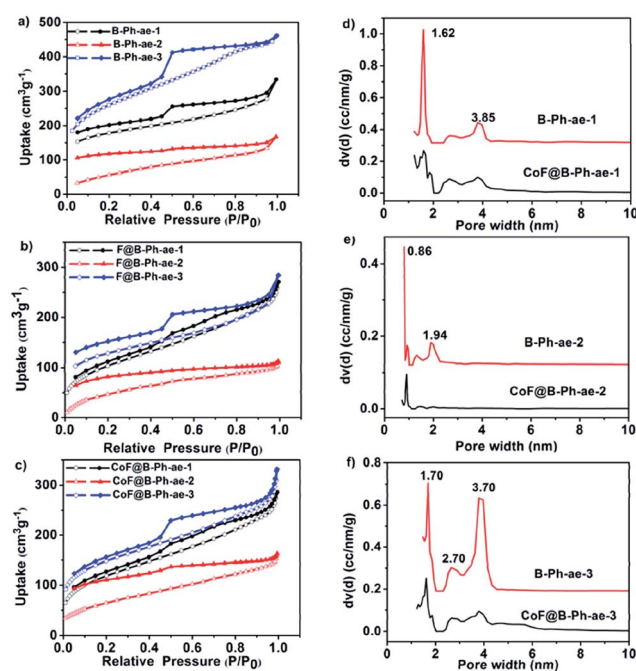 a)
500
400
300
200
100
0
Uptake (cm³g⁻¹)
B-Ph-ae-1
B-Ph-ae-2
B-Ph-ae-3
0.0 0.2 0.4 0.6 0.8 1.0
Relative Pressure (P/P₀)
b)
300
200
100
0
Uptake (cm³g⁻¹)
F@B-Ph-ae-1
F@B-Ph-ae-2
F@B-Ph-ae-3
0.0 0.2 0.4 0.6 0.8 1.0
Relative Pressure (P/P₀)
c)
300
200
100
0
Uptake (cm³g⁻¹)
CoF@B-Ph-ae-1
CoF@B-Ph-ae-2
CoF@B-Ph-ae-3
0.0 0.2 0.4 0.6 0.8 1.0
Relative Pressure (P/P₀)
d)
1.0
0.8
0.6
0.4
0.2
0.0
dv(d) (cc/nm/g)
1.62
3.85
B-Ph-ae-1
CoF@B-Ph-ae-1
0 2 4 6 8 10
Pore width (nm)
e)
0.4
0.2
0.0
dv(d) (cc/nm/g)
0.86
1.94
B-Ph-ae-2
CoF@B-Ph-ae-2
0 2 4 6 8 10
Pore width (nm)
f)
0.8
0.6
0.4
0.2
0.0
dv(d) (cc/nm/g)
1.70
3.70
2.70
B-Ph-ae-3
CoF@B-Ph-ae-3
0 2 4 6 8 10
Pore width (nm)